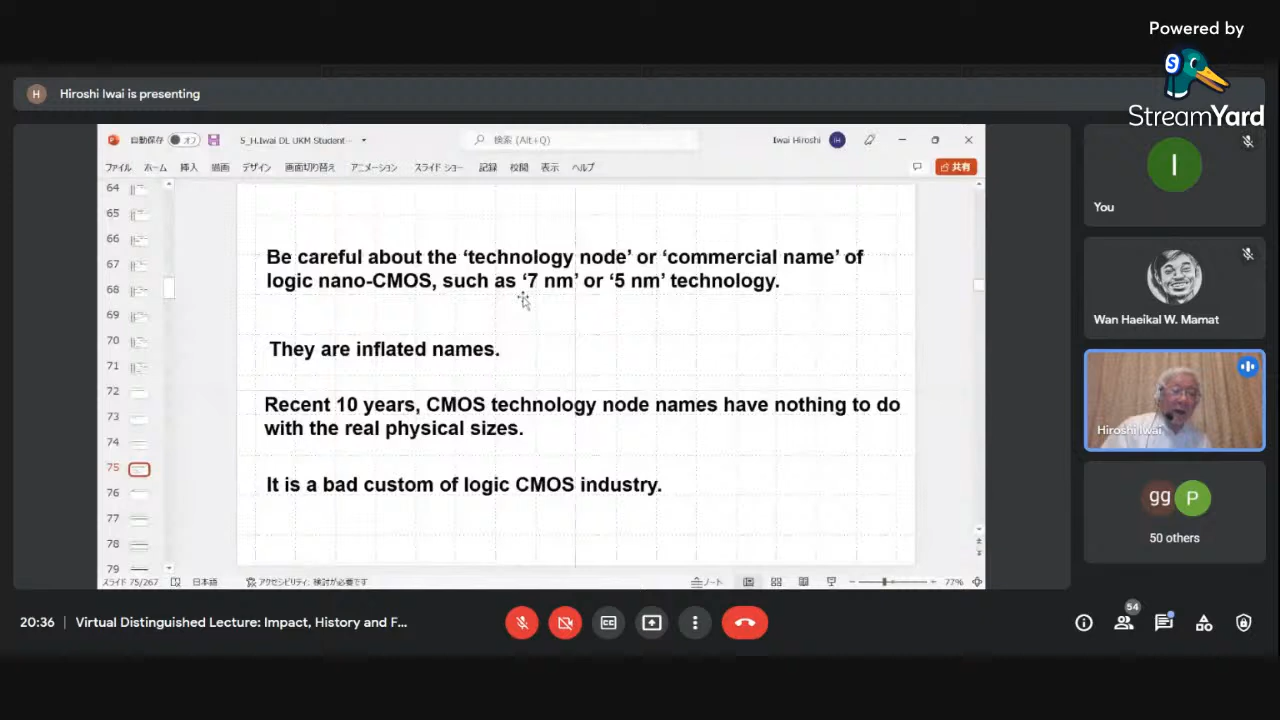 Powered by
StreamYard
H Hiroshi Iwai is presenting
自動保存 オフ S_H.Iwai DL UKM Student… 検索 (Alt+Q) Iwai Hiroshi IH
ファイル ホーム 挿入 描画 デザイン 画面切り替え アニメーション スライド ショー 記録 校閲 表示 ヘルプ 共有
64
65
66
67
68
69
70
71
72
73
74
75
76
77
78
79
Be careful about the ‘technology node’ or ‘commercial name’ of
logic nano-CMOS, such as ‘7 nm’ or ‘5 nm’ technology.
They are inflated names.
Recent 10 years, CMOS technology node names have nothing to do
with the real physical sizes.
It is a bad custom of logic CMOS industry.
スライド 75/267 日本語 アクセシビリティ: 検討が必要です ノート 77%
I
You
Wan Haeikal W. Mamat
Hiroshi Iwai
gg P
50 others
20:36 | Virtual Distinguished Lecture: Impact, History and F...
54